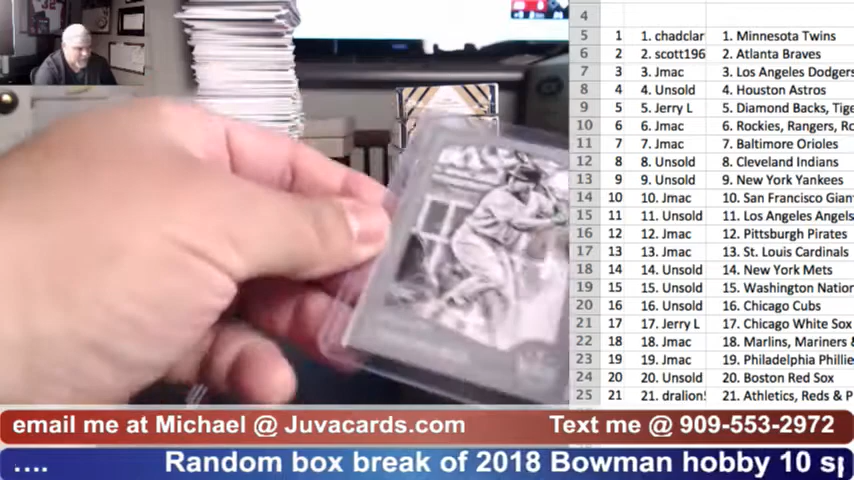 4
5 1 1. chadclar 1. Minnesota Twins
6 2 2. scott196 2. Atlanta Braves
7 3 3. Jmac 3. Los Angeles Dodgers
8 4 4. Unsold 4. Houston Astros
9 5 5. Jerry L 5. Diamond Backs, Tige
10 6 6. Jmac 6. Rockies, Rangers, Ro
11 7 7. Jmac 7. Baltimore Orioles
12 8 8. Unsold 8. Cleveland Indians
13 9 9. Unsold 9. New York Yankees
14 10 10. Jmac 10. San Francisco Giant
15 11 11. Unsold 11. Los Angeles Angels
16 12 12. Jmac 12. Pittsburgh Pirates
17 13 13. Jmac 13. St. Louis Cardinals
18 14 14. Unsold 14. New York Mets
19 15 15. Unsold 15. Washington Nation
20 16 16. Unsold 16. Chicago Cubs
21 17 17. Jerry L 17. Chicago White Sox
22 18 18. Jmac 18. Marlins, Mariners &
23 19 19. Jmac 19. Philadelphia Phillie
24 20 20. Unsold 20. Boston Red Sox
25 21 21. dralion! 21. Athletics, Reds & P
email me at Michael @ Juvacards.com Text me @ 909-553-2972
.... Random box break of 2018 Bowman hobby 10 sp